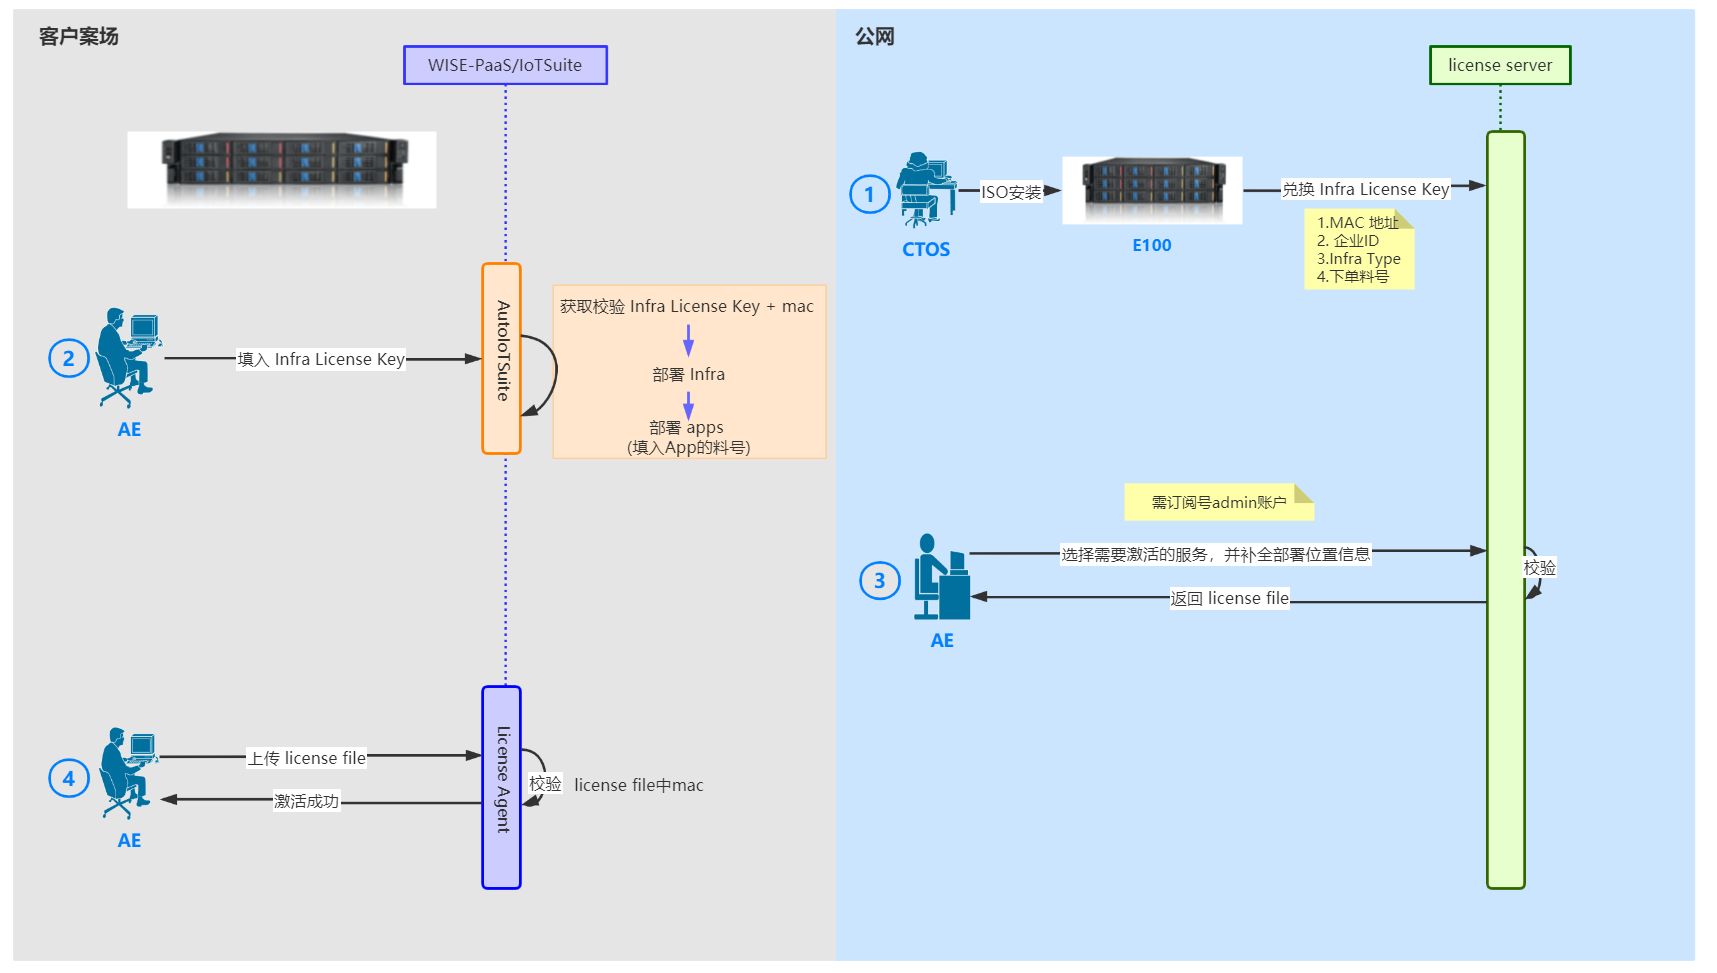 客户案场
公网
WISE-PaaS/IoTSuite
license server
1
CTOS
ISO安装
E100
兑换 Infra License Key
1.MAC 地址
2. 企业ID
3.Infra Type
4.下单料号
2
AE
填入 Infra License Key
AutoIoTSuite
获取校验 Infra License Key + mac
部署 Infra
部署 apps
(填入App的料号)
需订阅号admin账户
3
AE
选择需要激活的服务，并补全部署位置信息
校验
返回 license file
4
AE
上传 license file
激活成功
License Agent
校验
license file中mac